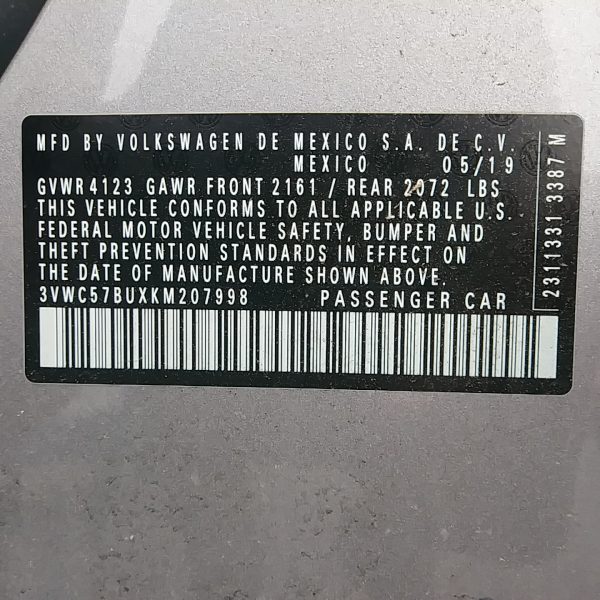 MFD BY VOLKSWAGEN DE MEXICO S.A. DE C.V.
MEXICO 05/19
GVWR 4123 GAWR FRONT 2161 / REAR 2072 LBS
THIS VEHICLE CONFORMS TO ALL APPLICABLE U.S.
FEDERAL MOTOR VEHICLE SAFETY, BUMPER AND
THEFT PREVENTION STANDARDS IN EFFECT ON
THE DATE OF MANUFACTURE SHOWN ABOVE.
3VWC57BUXKM207998 PASSENGER CAR
2311331 3387 M